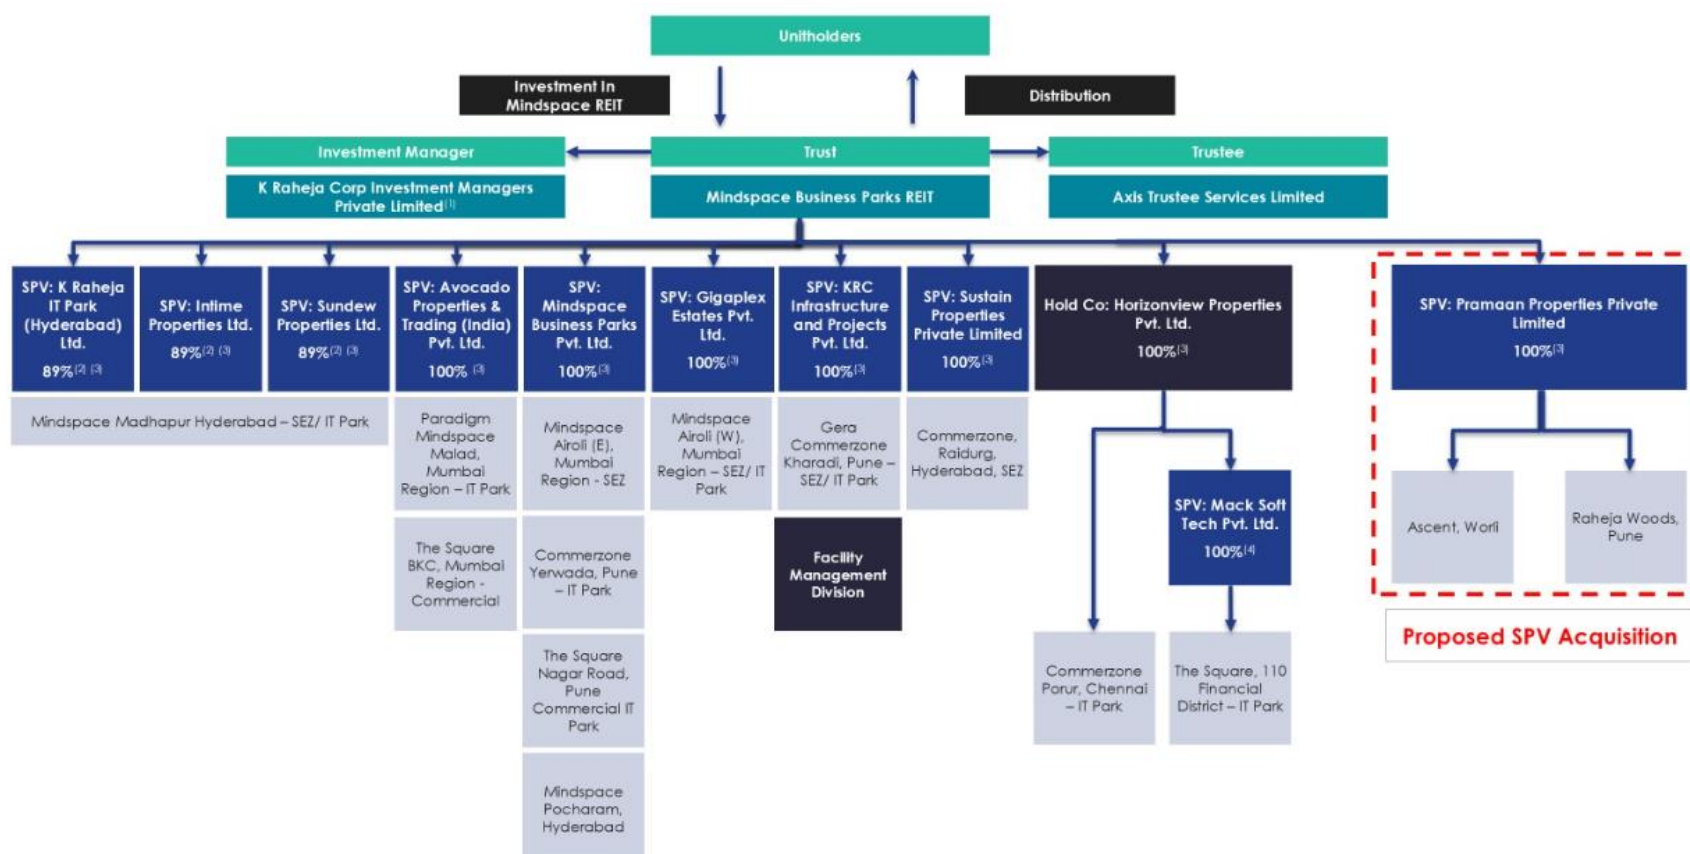 Unitholders
Investment In
Mindspace REIT
Distribution
Investment Manager
Trust
Trustee
K Raheja Corp Investment Managers
Private Limited(1)
Mindspace Business Parks REIT
Axis Trustee Services Limited
SPV: K Raheja
IT Park
(Hyderabad)
Ltd.
89%(2) (3)
SPV: Intime
Properties Ltd.
89%(2) (3)
SPV: Sundew
Properties Ltd.
89%(2) (3)
SPV: Avocado
Properties &
Trading (India)
Pvt. Ltd.
100% (3)
SPV:
Mindspace
Business Parks
Pvt. Ltd.
100%(3)
SPV: Gigaplex
Estates Pvt.
Ltd.
100%(3)
SPV: KRC
Infrastructure
and Projects
Pvt. Ltd.
100%(3)
SPV: Sustain
Properties
Private Limited
100%(3)
Hold Co: Horizonview Properties
Pvt. Ltd.
100%(3)
SPV: Pramaan Properties Private
Limited
100%(3)
Mindspace Madhapur Hyderabad – SEZ/ IT Park
Paradigm
Mindspace
Malad,
Mumbai
Region – IT Park
Mindspace
Airoli (E),
Mumbai
Region - SEZ
Mindspace
Airoli (W),
Mumbai
Region – SEZ/ IT
Park
Gera
Commerzone
Kharadi, Pune –
SEZ/ IT Park
Commerzone,
Raidurg,
Hyderabad, SEZ
SPV: Mack Soft
Tech Pvt. Ltd.
100%(4)
Ascent, Worli
Raheja Woods,
Pune
The Square
BKC, Mumbai
Region -
Commercial
Commerzone
Yerwada, Pune
– IT Park
Facility
Management
Division
Proposed SPV Acquisition
The Square
Nagar Road,
Pune
Commercial IT
Park
Commerzone
Porur, Chennai
– IT Park
The Square, 110
Financial
District – IT Park
Mindspace
Pocharam,
Hyderabad